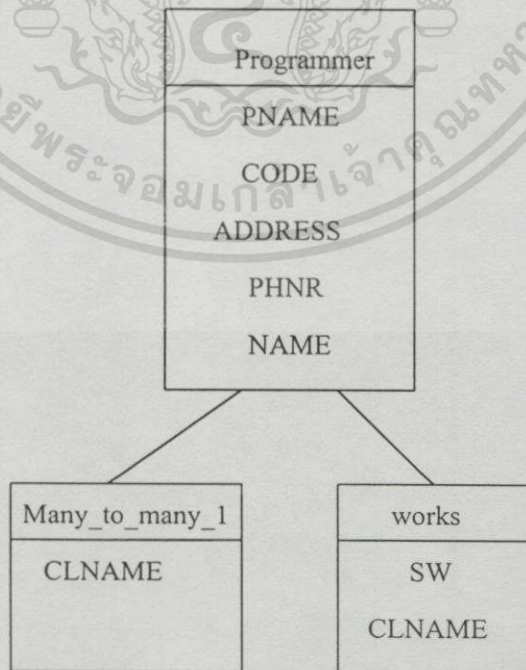 Programmer
PNAME
CODE
ADDRESS
PHNR
NAME
Many_to_many_1
CLNAME
works
SW
CLNAME